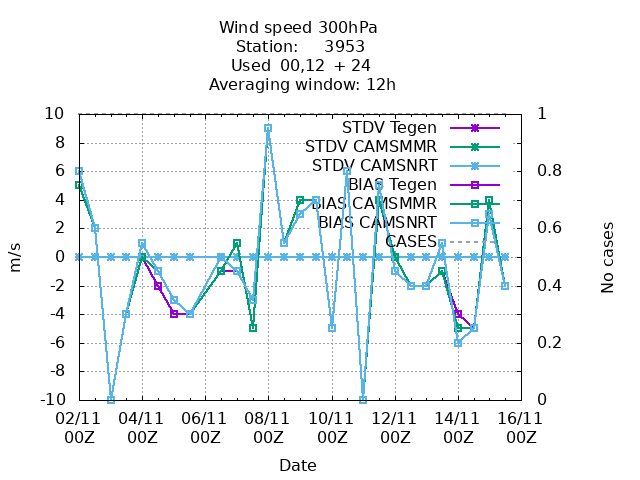 Wind speed 300hPa
Station:     3953
Used  00,12  + 24
Averaging window: 12h
10 8 6 4 2 0 -2 -4 -6 -8 -10
m/s
STDV Tegen
STDV CAMSMMR
STDV CAMSNRT
BIAS Tegen
BIAS CAMSMMR
BIAS CAMSNRT
CASES
1 0.8 0.6 0.4 0.2 0
No cases
02/11 04/11 06/11 08/11 10/11 12/11 14/11 16/11
00Z 00Z 00Z 00Z 00Z 00Z 00Z 00Z
Date